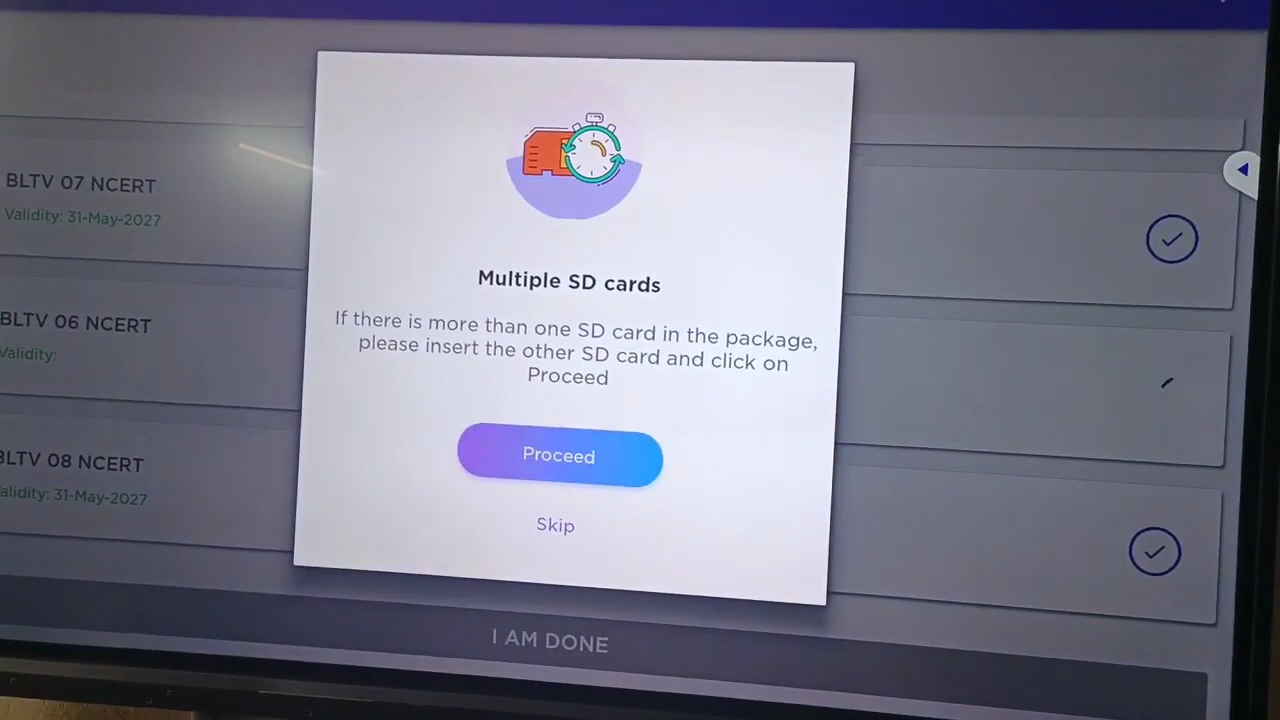 BLTV 07 NCERT
Validity: 31-May-2027
BLTV 06 NCERT
Validity:
BLTV 08 NCERT
alidity: 31-May-2027
Multiple SD cards
If there is more than one SD card in the package,
please insert the other SD card and click on
Proceed
Proceed
Skip
I AM DONE